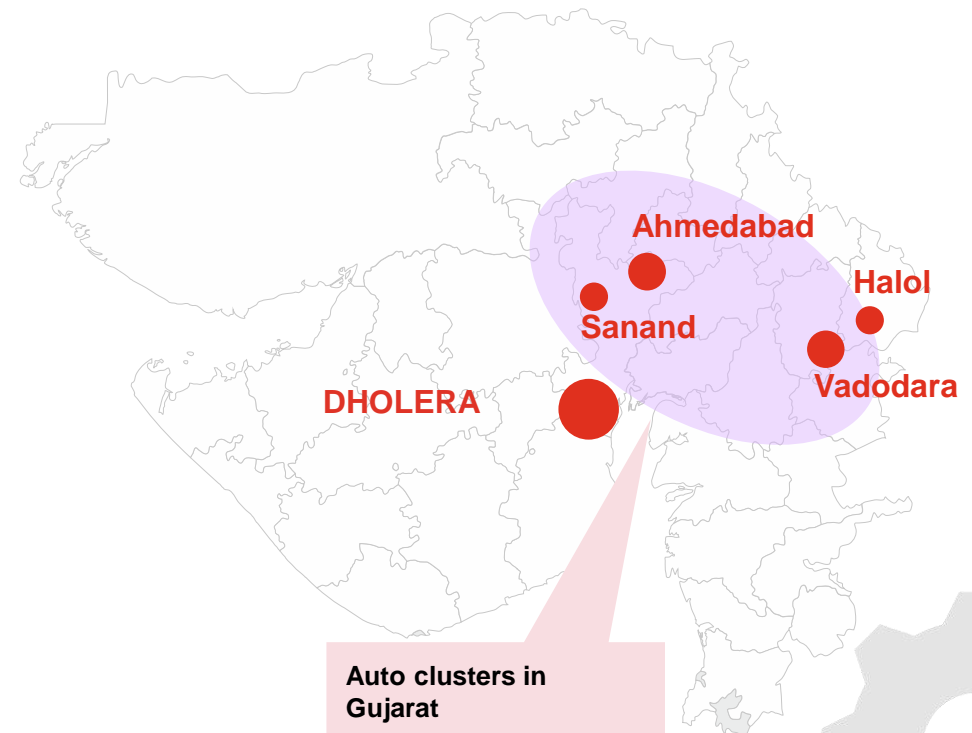 Ahmedabad
Halol
Sanand
Vadodara
DHOLERA
Auto clusters in
Gujarat